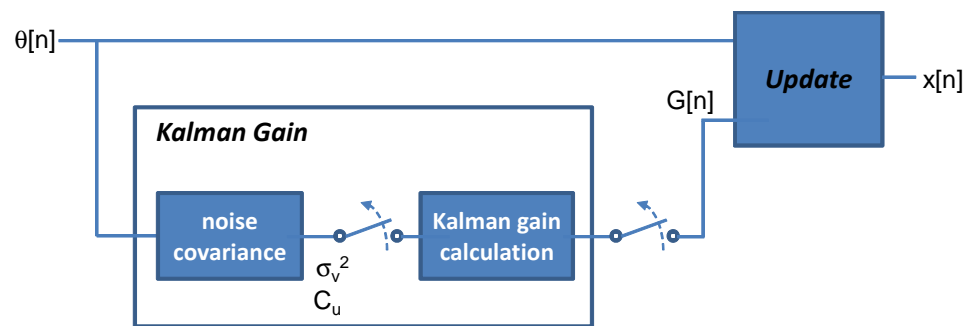 θ[n]
Update
x[n]
G[n]
Kalman Gain
noise
covariance
Kalman gain
calculation
σᵥ²
Cᵤ